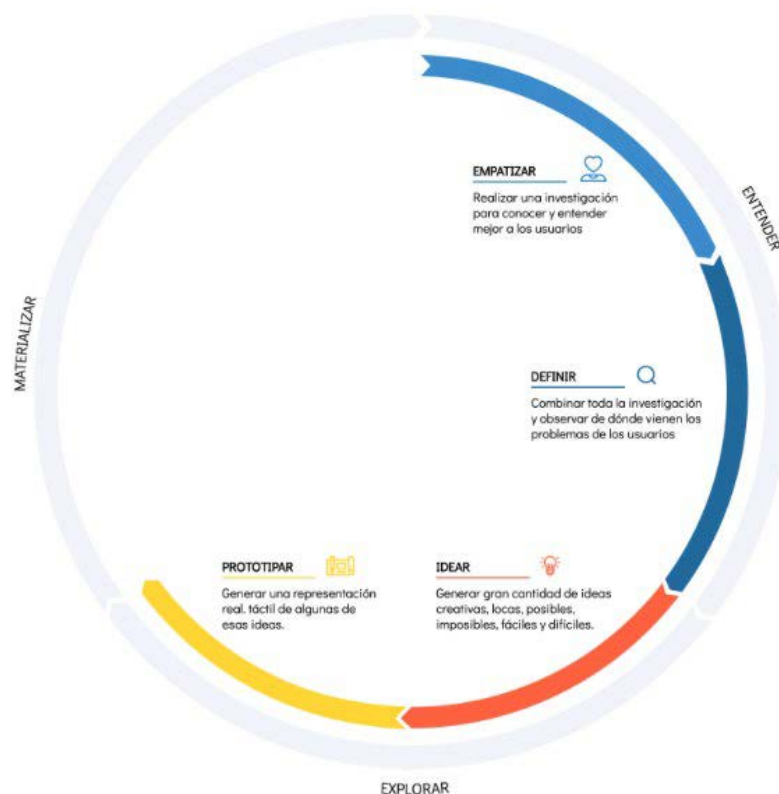 EMPATIZAR
Realizar una investigación
para conocer y entender
mejor a los usuarios
ENTENDER
DEFINIR
Combinar toda la investigación
y observar de dónde vienen los
problemas de los usuarios
IDEAR
Generar gran cantidad de ideas
creativas, locas, posibles,
imposibles, fáciles y difíciles.
PROTOTIPAR
Generar una representación
real, táctil de algunas de
esas ideas.
EXPLORAR
MATERIALIZAR